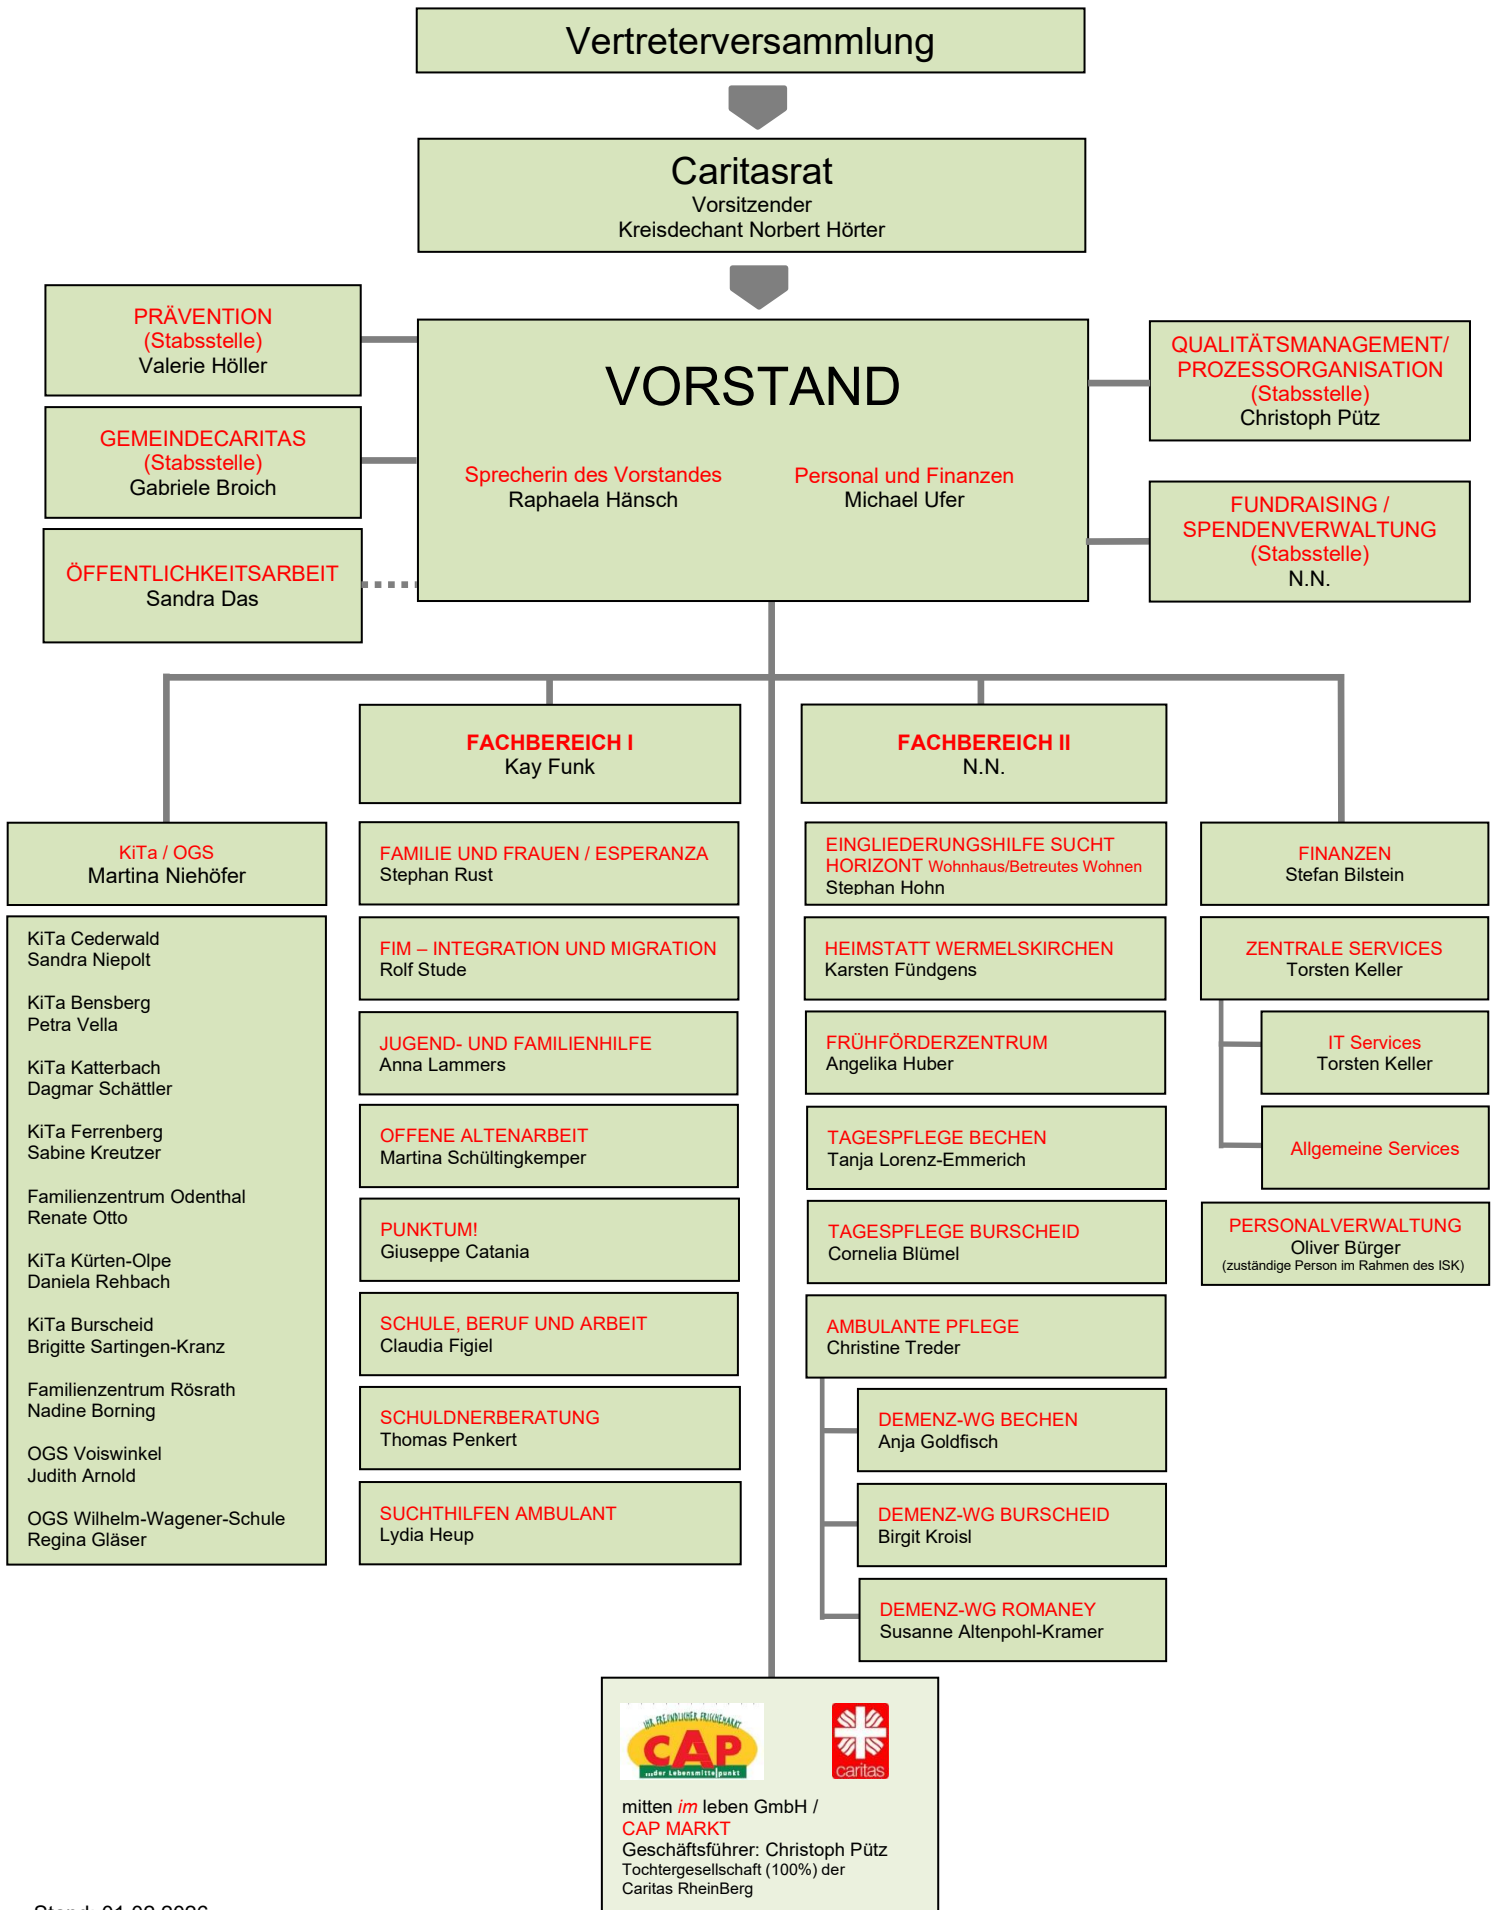 Vertreterversammlung
Caritasrat
Vorsitzender
Kreisdechant Norbert Hörter
PRÄVENTION
(Stabsstelle)
Valerie Höller
GEMEINDECARITAS
(Stabsstelle)
Gabriele Broich
ÖFFENTLICHKEITSARBEIT
Sandra Das
VORSTAND
Sprecherin des Vorstandes
Raphaela Hänsch
Personal und Finanzen
Michael Ufer
QUALITÄTSMANAGEMENT/
PROZESSORGANISATION
(Stabsstelle)
Christoph Pütz
FUNDRAISING /
SPENDENVERWALTUNG
(Stabsstelle)
N.N.
KiTa / OGS
Martina Niehöfer
KiTa Cederwald
Sandra Niepolt
KiTa Bensberg
Petra Vella
KiTa Katterbach
Dagmar Schättler
KiTa Ferrenberg
Sabine Kreutzer
Familienzentrum Odenthal
Renate Otto
KiTa Kürten-Olpe
Daniela Rehbach
KiTa Burscheid
Brigitte Sartingen-Kranz
Familienzentrum Rösrath
Nadine Borning
OGS Voiswinkel
Judith Arnold
OGS Wilhelm-Wagener-Schule
Regina Gläser
FACHBEREICH I
Kay Funk
FAMILIE UND FRAUEN / ESPERANZA
Stephan Rust
FIM – INTEGRATION UND MIGRATION
Rolf Stude
JUGEND- UND FAMILIENHILFE
Anna Lammers
OFFENE ALTENARBEIT
Martina Schültingkemper
PUNKTUM!
Giuseppe Catania
SCHULE, BERUF UND ARBEIT
Claudia Figiel
SCHULDNERBERATUNG
Thomas Penkert
SUCHTHILFEN AMBULANT
Lydia Heup
FACHBEREICH II
N.N.
EINGLIEDERUNGSHILFE SUCHT
HORIZONT Wohnhaus/Betreutes Wohnen
Stephan Hohn
HEIMSTATT WERMELSKIRCHEN
Karsten Fündgens
FRÜHFÖRDERZENTRUM
Angelika Huber
TAGESPFLEGE BECHEN
Tanja Lorenz-Emmerich
TAGESPFLEGE BURSCHEID
Cornelia Blümel
AMBULANTE PFLEGE
Christine Treder
DEMENZ-WG BECHEN
Anja Goldfisch
DEMENZ-WG BURSCHEID
Birgit Kroisl
DEMENZ-WG ROMANEY
Susanne Altenpohl-Kramer
FINANZEN
Stefan Bilstein
ZENTRALE SERVICES
Torsten Keller
IT Services
Torsten Keller
Allgemeine Services
PERSONALVERWALTUNG
Oliver Bürger
(zuständige Person im Rahmen des ISK)
IHR FREUNDLICHER FRISCHEMARKT
CAP
...der Lebensmittelpunkt
caritas
mitten im leben GmbH /
CAP MARKT
Geschäftsführer: Christoph Pütz
Tochtergesellschaft (100%) der
Caritas RheinBerg